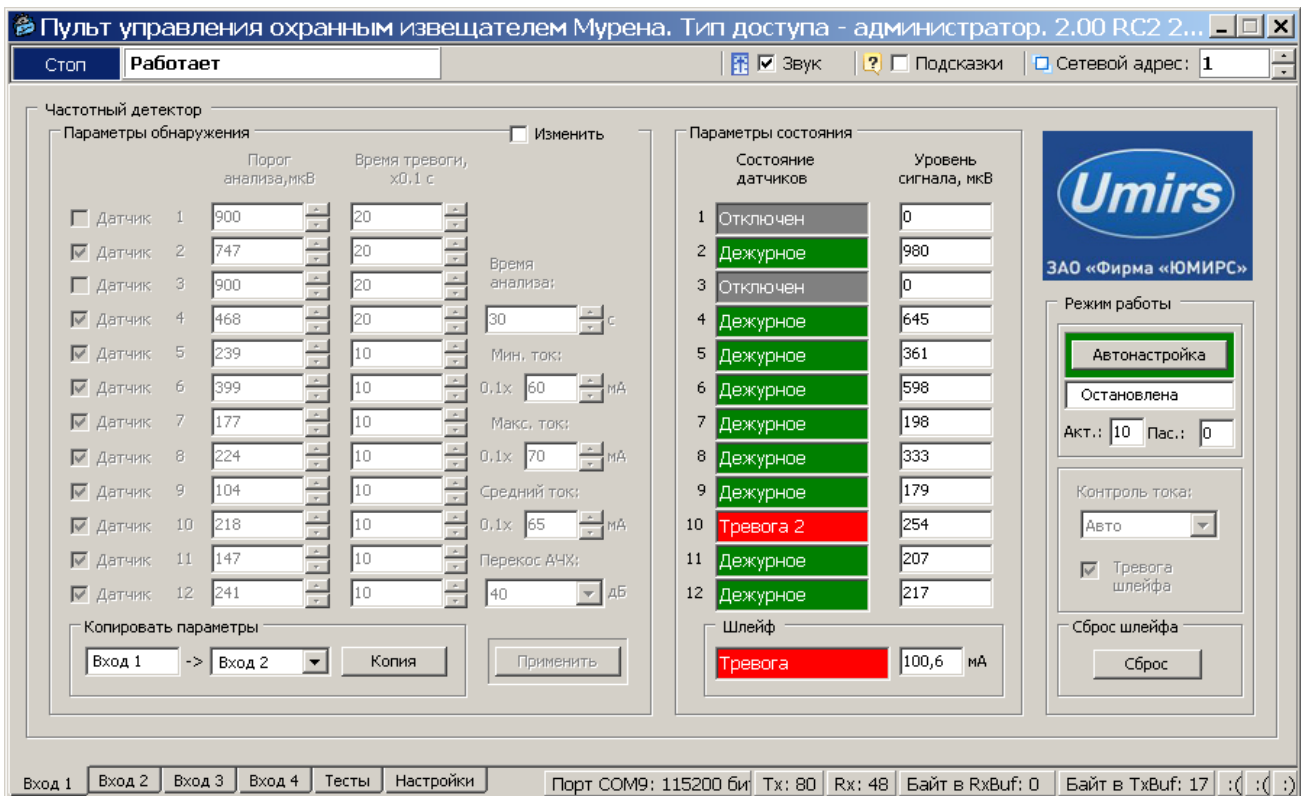 Пульт управления охранным извещателем Мурена. Тип доступа - администратор. 2.00 RC2 2...
Стоп Работает Звук Подсказки Сетевой адрес: 1
Частотный детектор
Параметры обнаружения Изменить
Порог анализа,мкВ Время тревоги, x0.1 с
Датчик 1 900 20
Датчик 2 747 20
Датчик 3 900 20
Датчик 4 468 20
Датчик 5 239 10
Датчик 6 399 10
Датчик 7 177 10
Датчик 8 224 10
Датчик 9 104 10
Датчик 10 218 10
Датчик 11 147 10
Датчик 12 241 10
Время
анализа:
30 с
Мин. ток:
0.1x 60 мА
Макс. ток:
0.1x 70 мА
Средний ток:
0.1x 65 мА
Перекос АЧХ:
40 дБ
Копировать параметры
Вход 1 -> Вход 2 Копия
Применить
Параметры состояния
Состояние датчиков Уровень сигнала, мкВ
1 Отключен 0
2 Дежурное 980
3 Отключен 0
4 Дежурное 645
5 Дежурное 361
6 Дежурное 598
7 Дежурное 198
8 Дежурное 333
9 Дежурное 179
10 Тревога 2 254
11 Дежурное 207
12 Дежурное 217
Шлейф
Тревога 100,6 мА
Umirs
ЗАО «Фирма «ЮМИРС»
Режим работы
Автонастройка
Остановлена
Акт.: 10 Пас.: 0
Контроль тока:
Авто
Тревога
шлейфа
Сброс шлейфа
Сброс
Вход 1 Вход 2 Вход 3 Вход 4 Тесты Настройки
Порт COM9: 115200 би Tx: 80 Rx: 48 Байт в RxBuf: 0 Байт в TxBuf: 17 :( :( :)